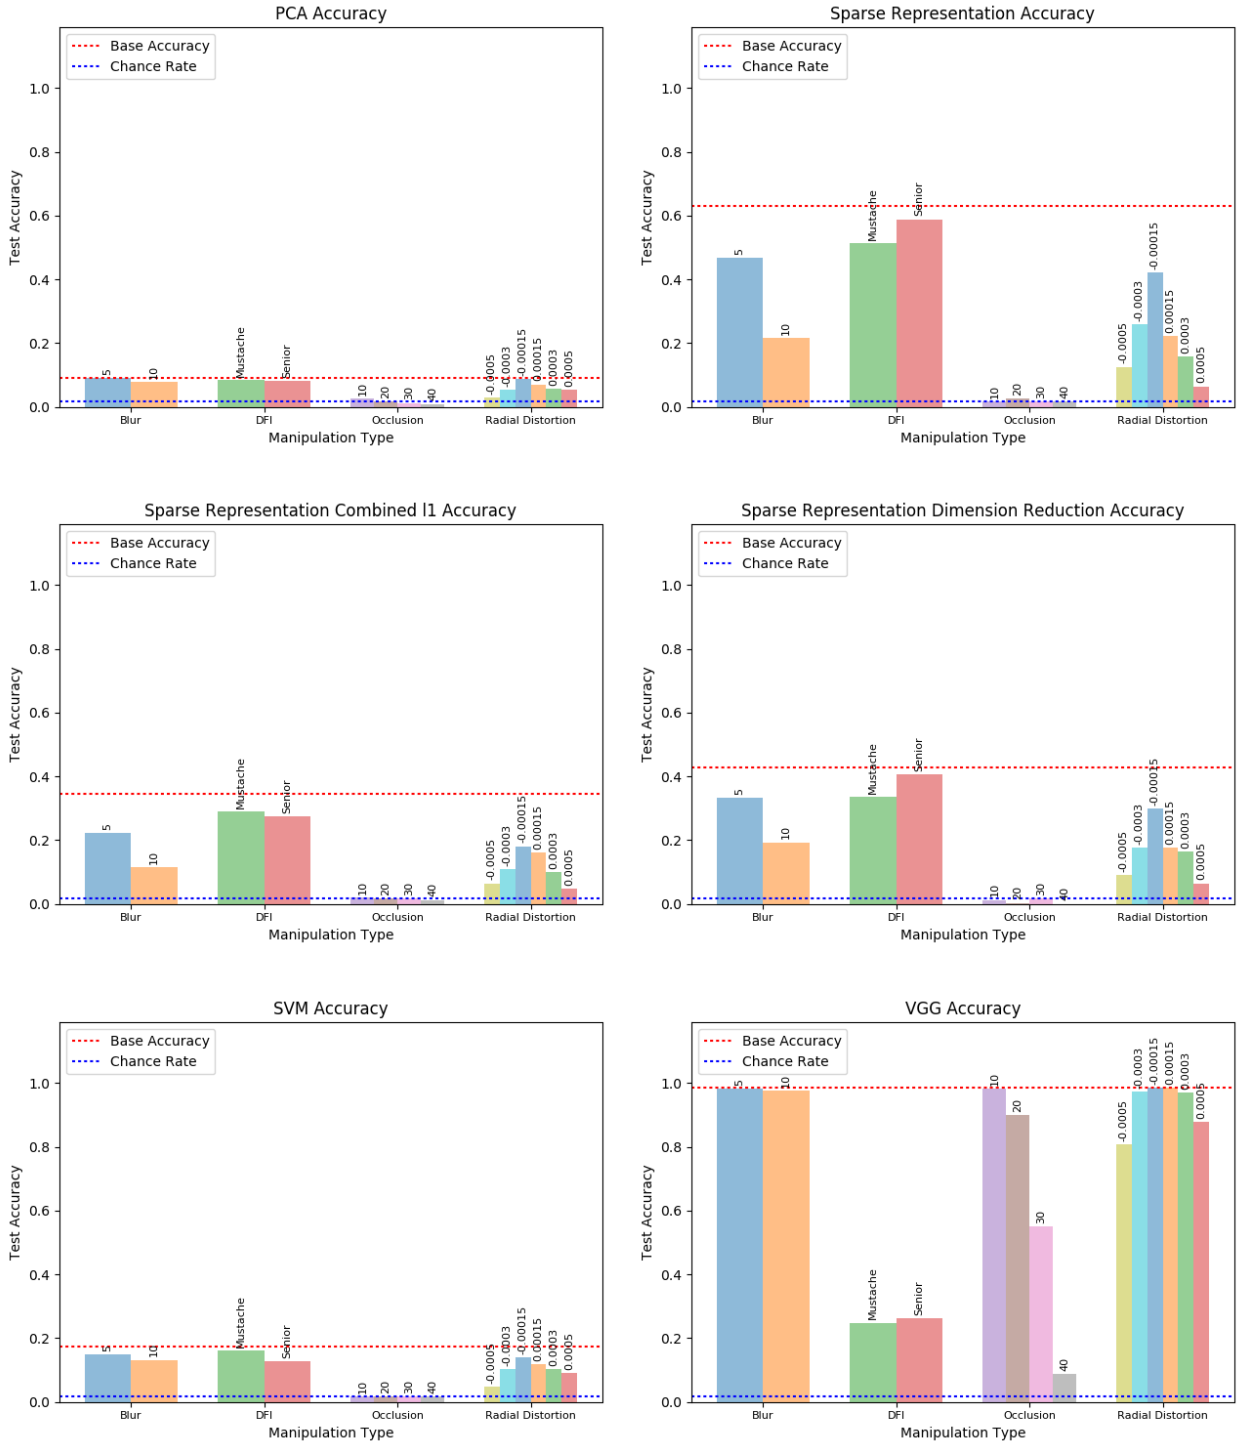 PCA Accuracy
Base Accuracy
Chance Rate
1.0
0.8
0.6
0.4
0.2
0.0
Test Accuracy
5
10
Mustache
Senior
10
20
30
40
-0.0005
-0.0003
-0.00015
0.00015
0.0003
0.0005
Blur
DFI
Occlusion
Radial Distortion
Manipulation Type
Sparse Representation Accuracy
Base Accuracy
Chance Rate
1.0
0.8
0.6
0.4
0.2
0.0
Test Accuracy
5
10
Mustache
Senior
10
20
30
40
-0.0005
-0.0003
-0.00015
0.00015
0.0003
0.0005
Blur
DFI
Occlusion
Radial Distortion
Manipulation Type
Sparse Representation Combined l1 Accuracy
Base Accuracy
Chance Rate
1.0
0.8
0.6
0.4
0.2
0.0
Test Accuracy
5
10
Mustache
Senior
10
20
30
40
-0.0005
-0.0003
-0.00015
0.00015
0.0003
0.0005
Blur
DFI
Occlusion
Radial Distortion
Manipulation Type
Sparse Representation Dimension Reduction Accuracy
Base Accuracy
Chance Rate
1.0
0.8
0.6
0.4
0.2
0.0
Test Accuracy
5
10
Mustache
Senior
10
20
30
40
-0.0005
-0.0003
-0.00015
0.00015
0.0003
0.0005
Blur
DFI
Occlusion
Radial Distortion
Manipulation Type
SVM Accuracy
Base Accuracy
Chance Rate
1.0
0.8
0.6
0.4
0.2
0.0
Test Accuracy
5
10
Mustache
Senior
10
20
30
40
-0.0005
-0.0003
-0.00015
0.00015
0.0003
0.0005
Blur
DFI
Occlusion
Radial Distortion
Manipulation Type
VGG Accuracy
Base Accuracy
Chance Rate
1.0
0.8
0.6
0.4
0.2
0.0
Test Accuracy
5
10
Mustache
Senior
10
20
30
40
-0.0005
-0.0003
-0.00015
0.00015
0.0003
0.0005
Blur
DFI
Occlusion
Radial Distortion
Manipulation Type